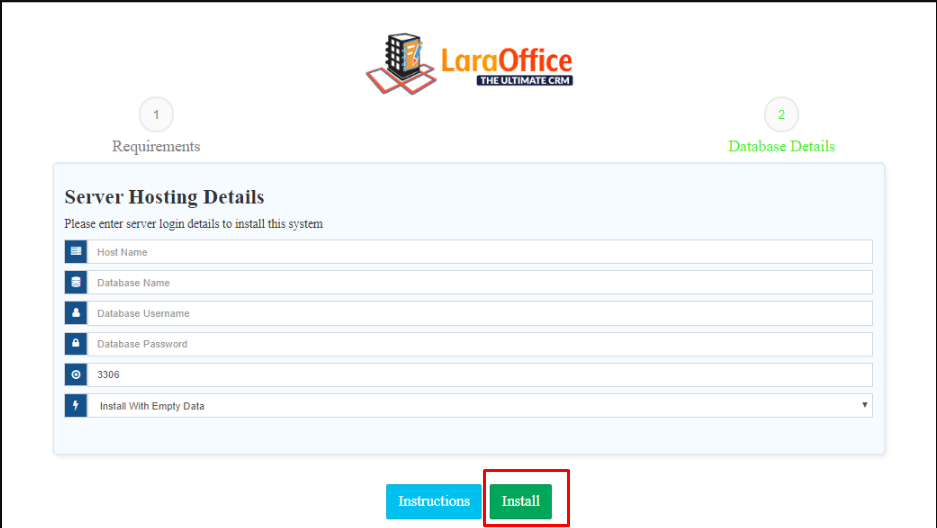 LaraOffice
THE ULTIMATE CRM
1
2
Requirements
Database Details
Server Hosting Details
Please enter server login details to install this system
Host Name
Database Name
Database Username
Database Password
3306
Install With Empty Data
Instructions
Install